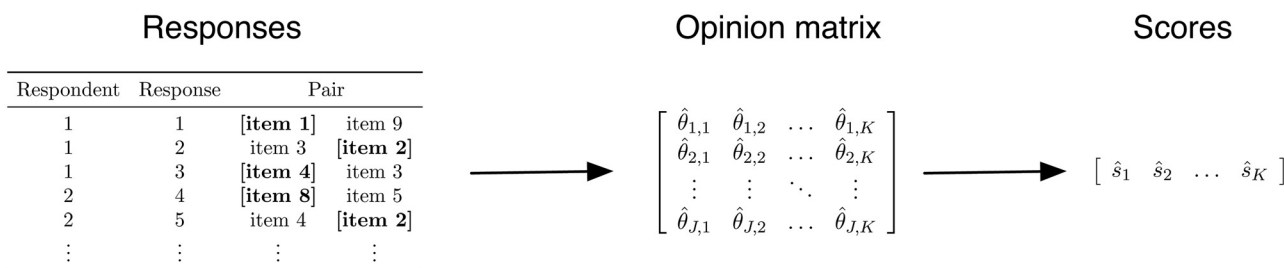 Responses Opinion matrix Scores
Respondent Response Pair
1 1 [item 1] item 9
1 2 item 3 [item 2]
1 3 [item 4] item 3
2 4 [item 8] item 5
2 5 item 4 [item 2]
⋮ ⋮ ⋮ ⋮
[ θ̂1,1 θ̂1,2 … θ̂1,K
θ̂2,1 θ̂2,2 … θ̂2,K
⋮ ⋮ ⋱ ⋮
θ̂J,1 θ̂J,2 … θ̂J,K ]
[ ŝ1 ŝ2 … ŝK ]